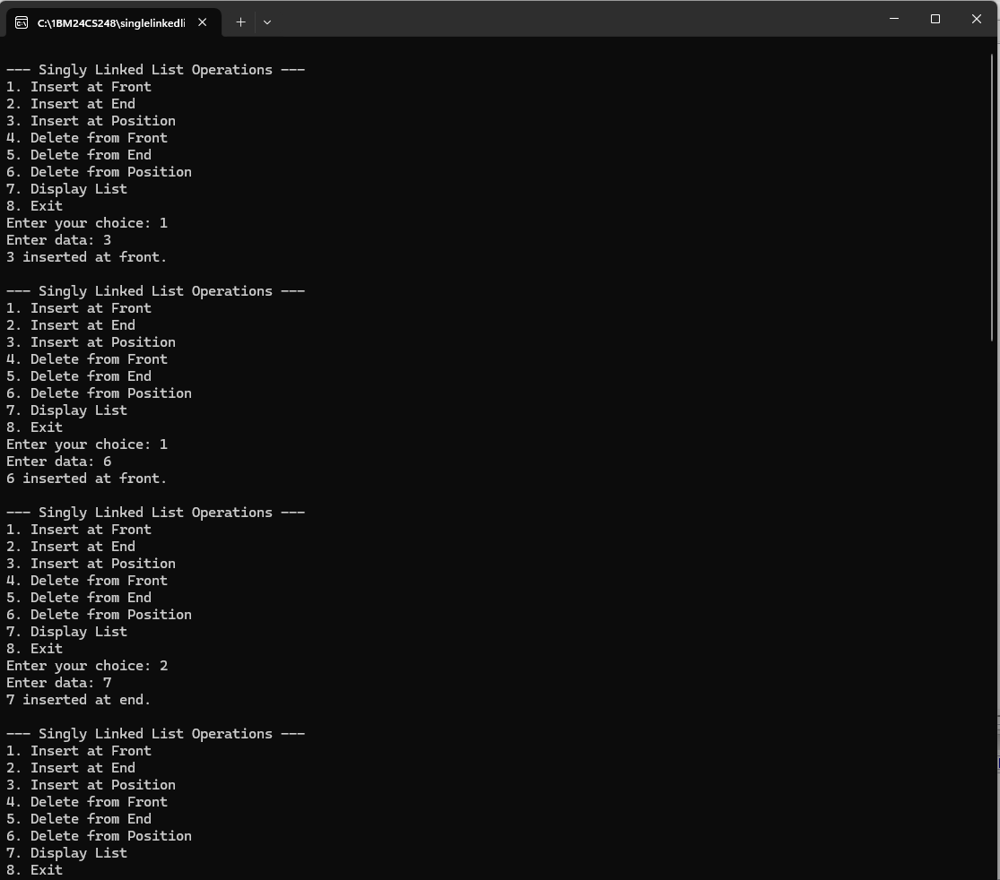 C:\1BM24CS248\singlelinkedli
--- Singly Linked List Operations ---
1. Insert at Front
2. Insert at End
3. Insert at Position
4. Delete from Front
5. Delete from End
6. Delete from Position
7. Display List
8. Exit
Enter your choice: 1
Enter data: 3
3 inserted at front.
--- Singly Linked List Operations ---
1. Insert at Front
2. Insert at End
3. Insert at Position
4. Delete from Front
5. Delete from End
6. Delete from Position
7. Display List
8. Exit
Enter your choice: 1
Enter data: 6
6 inserted at front.
--- Singly Linked List Operations ---
1. Insert at Front
2. Insert at End
3. Insert at Position
4. Delete from Front
5. Delete from End
6. Delete from Position
7. Display List
8. Exit
Enter your choice: 2
Enter data: 7
7 inserted at end.
--- Singly Linked List Operations ---
1. Insert at Front
2. Insert at End
3. Insert at Position
4. Delete from Front
5. Delete from End
6. Delete from Position
7. Display List
8. Exit